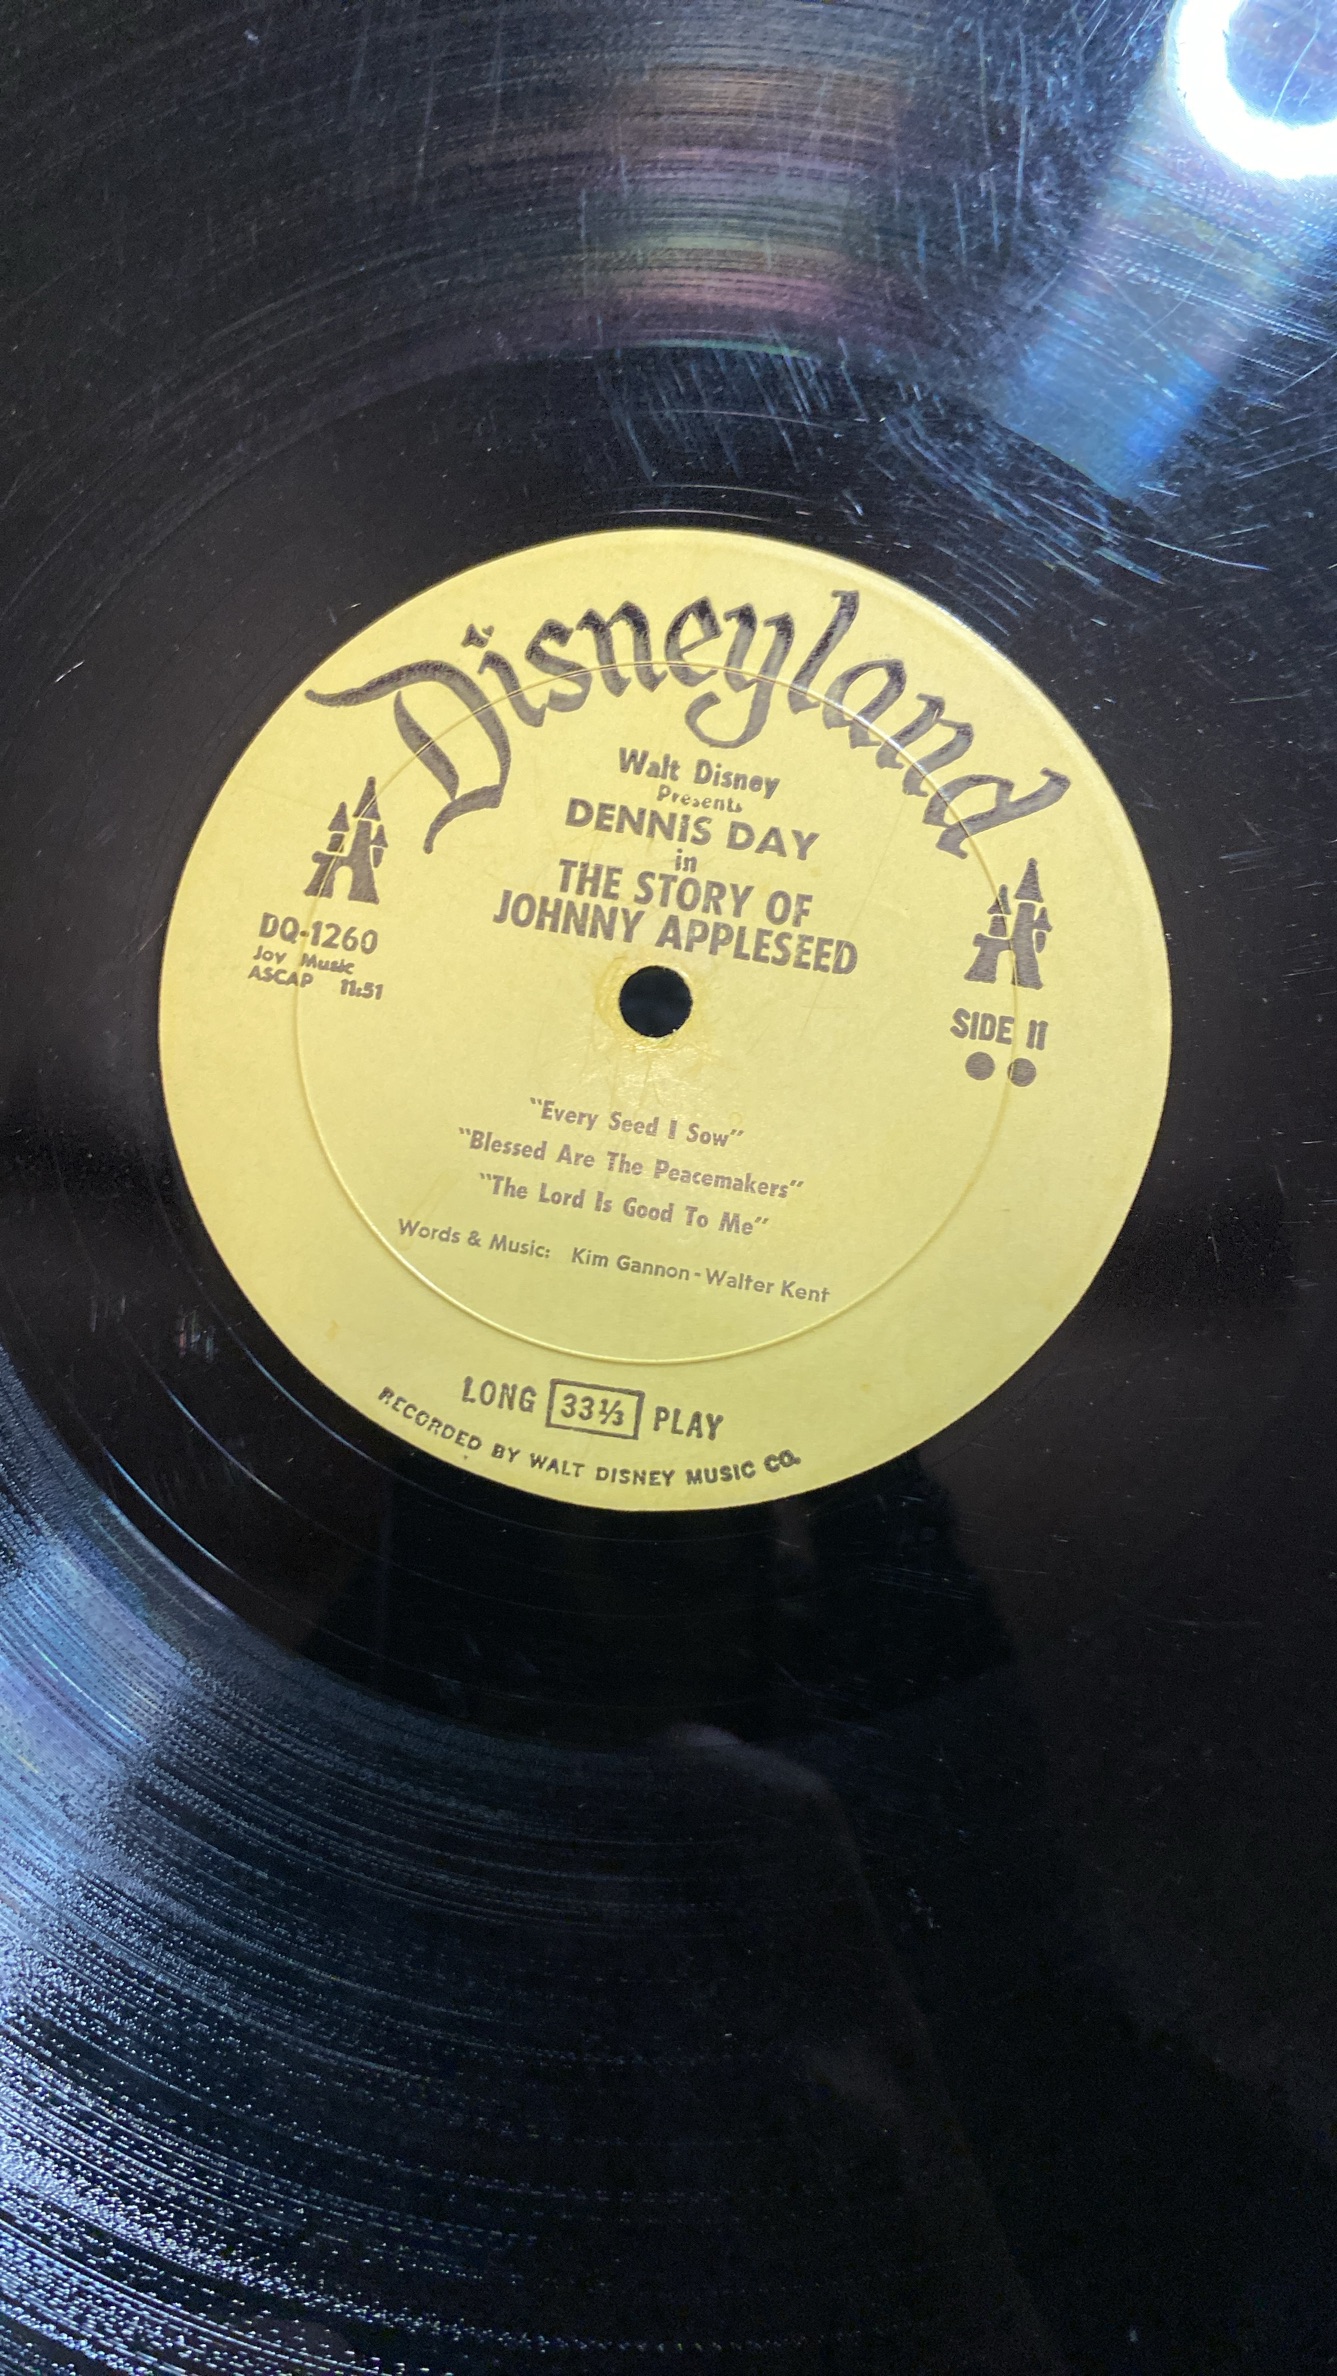 Disneyland
Walt Disney
Presents
DENNIS DAY
in
THE STORY OF
JOHNNY APPLESEED
DQ-1260
Joy Music
ASCAP 11:51
SIDE II
"Every Seed I Sow"
"Blessed Are The Peacemakers"
"The Lord Is Good To Me"
Words & Music: Kim Gannon - Walter Kent
LONG 33⅓ PLAY
RECORDED BY WALT DISNEY MUSIC CO.